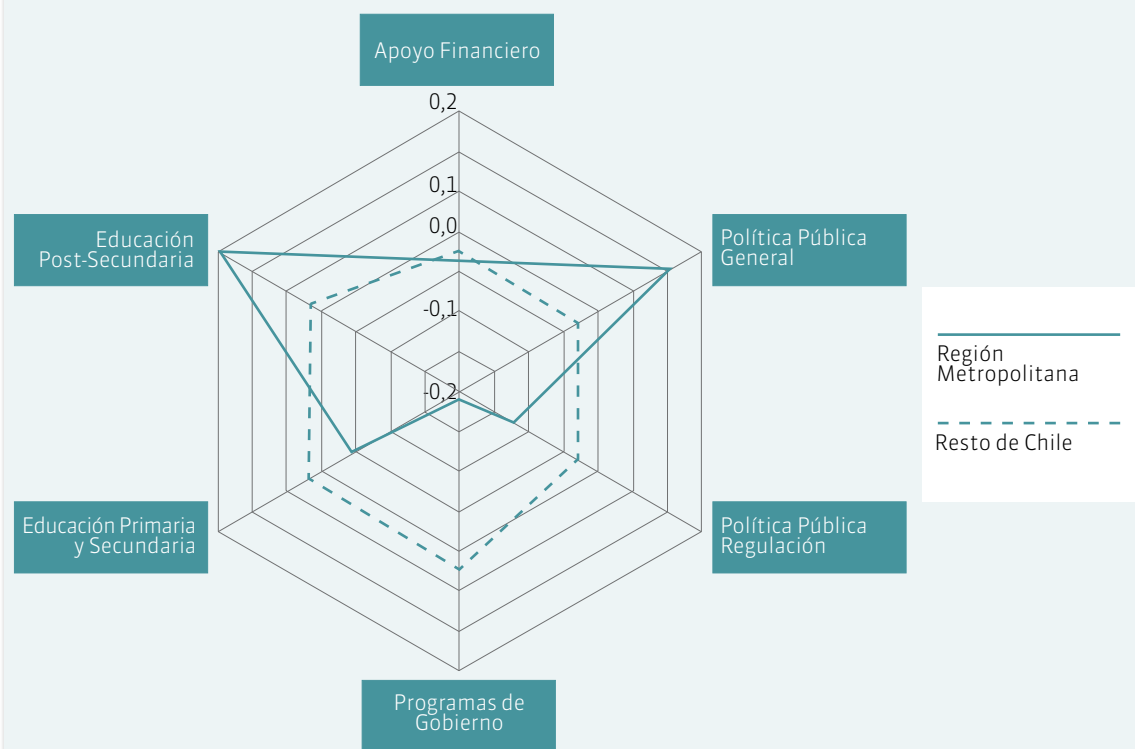 Apoyo Financiero
0,2
0,1
0,0
-0,1
-0,2
Educación
Post-Secundaria
Política Pública
General
Región
Metropolitana
Resto de Chile
Educación Primaria
y Secundaria
Política Pública
Regulación
Programas de
Gobierno